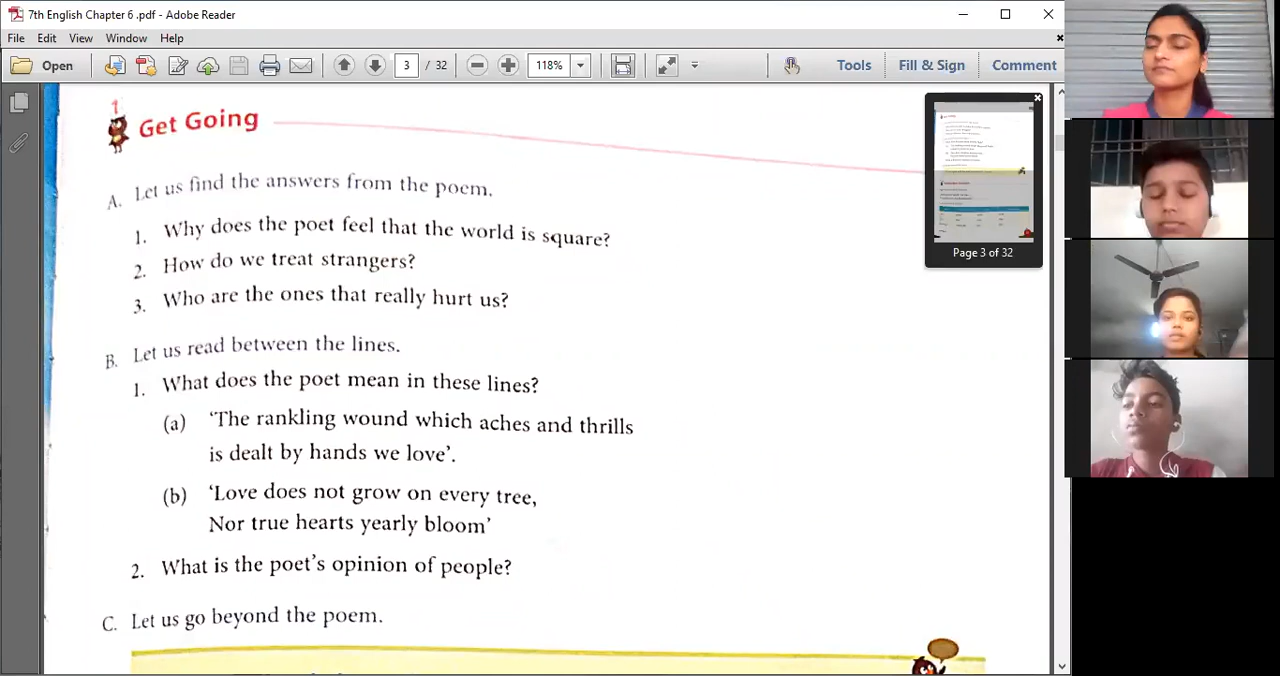 7th English Chapter 6 .pdf - Adobe Reader
File Edit View Window Help
Open 3 / 32 118% Tools Fill & Sign Comment
1
Get Going
A. Let us find the answers from the poem.
1. Why does the poet feel that the world is square?
2. How do we treat strangers?
3. Who are the ones that really hurt us?
B. Let us read between the lines.
1. What does the poet mean in these lines?
(a) 'The rankling wound which aches and thrills
is dealt by hands we love'.
(b) 'Love does not grow on every tree,
Nor true hearts yearly bloom'
2. What is the poet's opinion of people?
C. Let us go beyond the poem.
Page 3 of 32